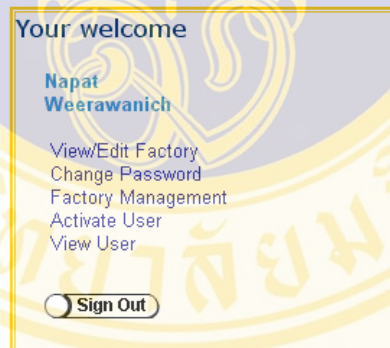 Your welcome
Napat
Weerawanich
View/Edit Factory
Change Password
Factory Management
Activate User
View User
Sign Out